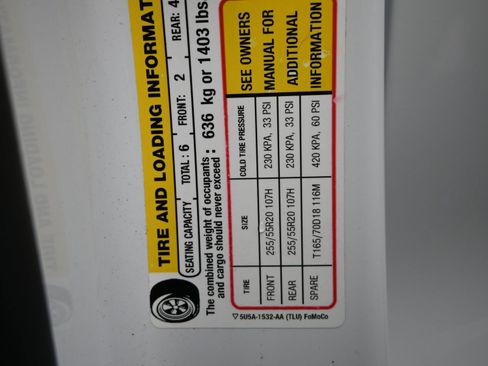 TIRE AND LOADING INFORMAT
SEATING CAPACITY TOTAL: 6 FRONT: 2 REAR: 4
The combined weight of occupants
and cargo should never exceed : 636 kg or 1403 lbs.
TIRE SIZE COLD TIRE PRESSURE SEE OWNERS
FRONT 255/55R20 107H 230 KPA, 33 PSI MANUAL FOR
REAR 255/55R20 107H 230 KPA, 33 PSI ADDITIONAL
SPARE T165/70D18 116M 420 KPA, 60 PSI INFORMATION
5U5A-1532-AA (TLU) FoMoCo